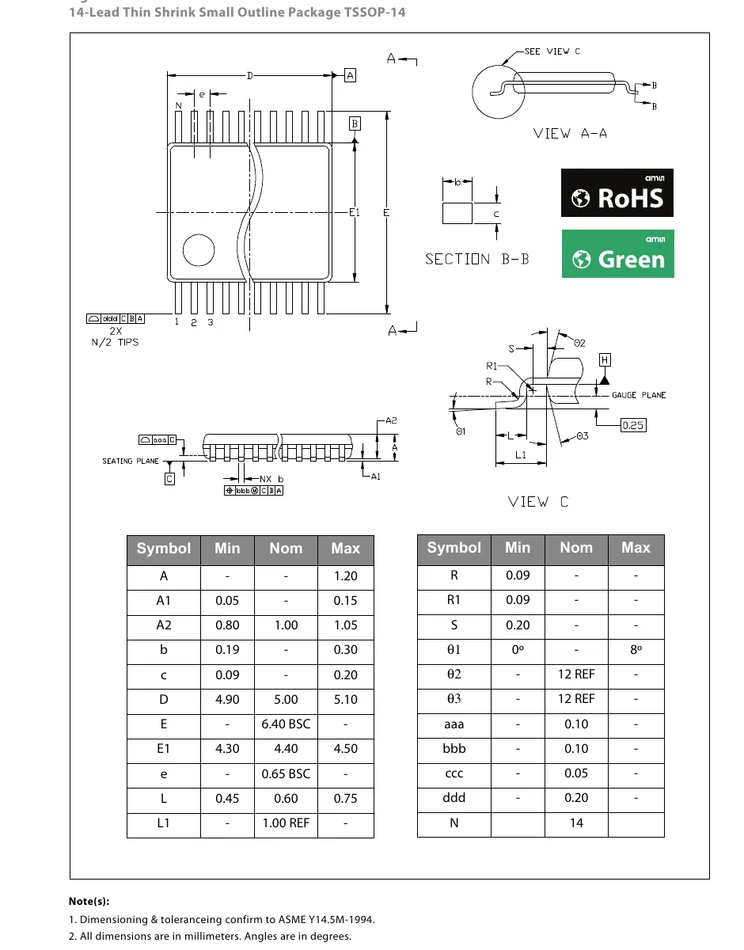 14-Lead Thin Shrink Small Outline Package TSSOP-14
A
SEE VIEW C
D
A
e
B
B
N
B
VIEW A-A
amu
RoHS
b
E1
E
c
amu
Green
SECTION B-B
C B A
1 2 3
2X
N/2 TIPS
A
S
θ2
R1
H
R
GAUGE PLANE
A2
0.25
aaa C
θ1
L
θ3
A
SEATING PLANE
L1
C
NX b
A1
bbb M C B A
VIEW C
Symbol Min Nom Max
A - - 1.20
A1 0.05 - 0.15
A2 0.80 1.00 1.05
b 0.19 - 0.30
c 0.09 - 0.20
D 4.90 5.00 5.10
E - 6.40 BSC -
E1 4.30 4.40 4.50
e - 0.65 BSC -
L 0.45 0.60 0.75
L1 - 1.00 REF -
Symbol Min Nom Max
R 0.09 - -
R1 0.09 - -
S 0.20 - -
θ1 0º - 8º
θ2 - 12 REF -
θ3 - 12 REF -
aaa - 0.10 -
bbb - 0.10 -
ccc - 0.05 -
ddd - 0.20 -
N 14
Note(s):
1. Dimensioning & toleranceing confirm to ASME Y14.5M-1994.
2. All dimensions are in millimeters. Angles are in degrees.